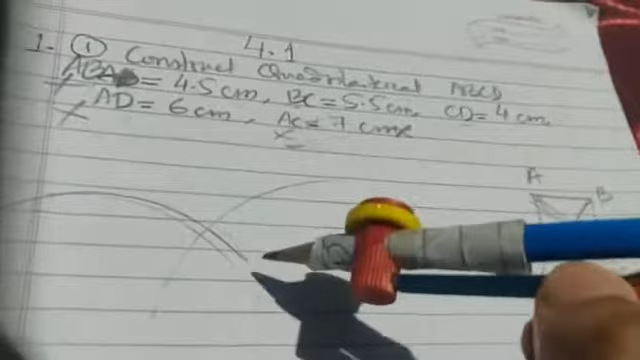 4.1
1. ① Construct Quadrilateral ABCD
AB = 4.5 cm, BC = 5.5 cm, CD = 4 cm,
AD = 6 cm, AC = 7 cm
A
B